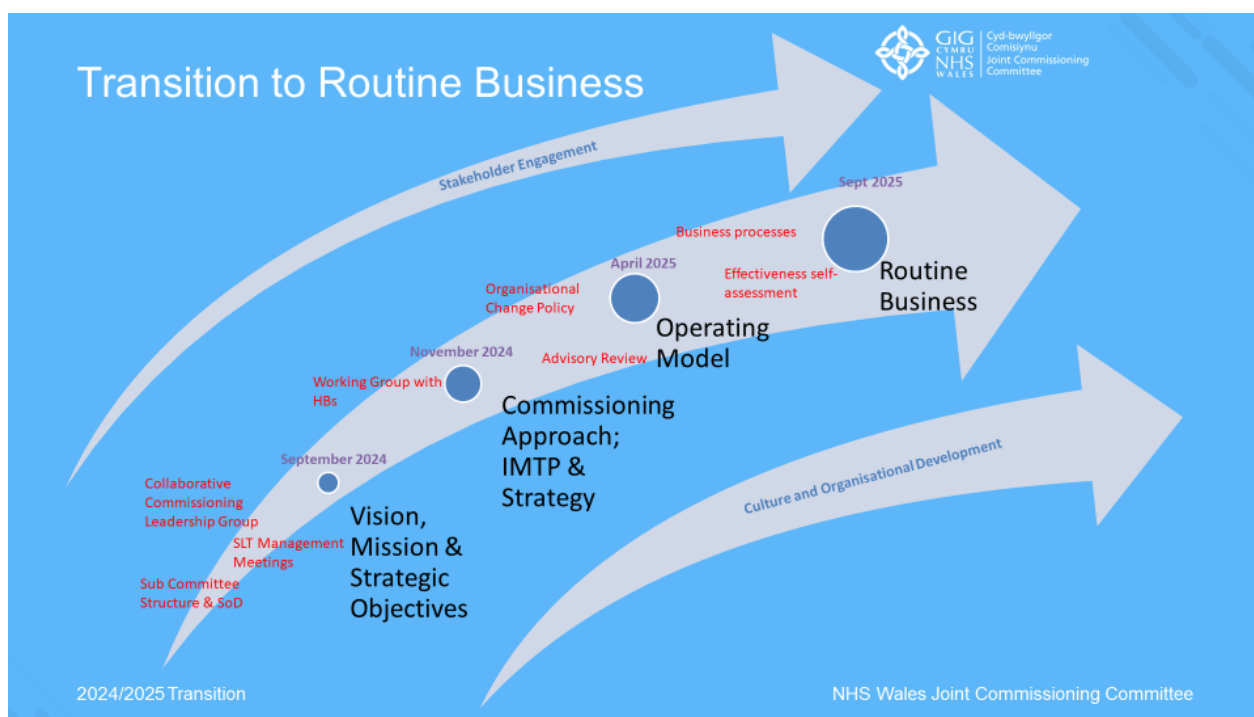 Transition to Routine Business
GIG
CYMRU
NHS
WALES
Cyd-bwyllgor
Comisiynu
Joint Commissioning
Committee
Stakeholder Engagement
Sept 2025
Business processes
Routine
Business
Effectiveness self-
assessment
April 2025
Organisational
Change Policy
Operating
Model
Advisory Review
November 2024
Working Group with
HBs
Commissioning
Approach;
IMTP &
Strategy
September 2024
Collaborative
Commissioning
Leadership Group
SLT Management
Meetings
Sub Committee
Structure & SoD
Vision,
Mission &
Strategic
Objectives
Culture and Organisational Development
2024/2025 Transition
NHS Wales Joint Commissioning Committee